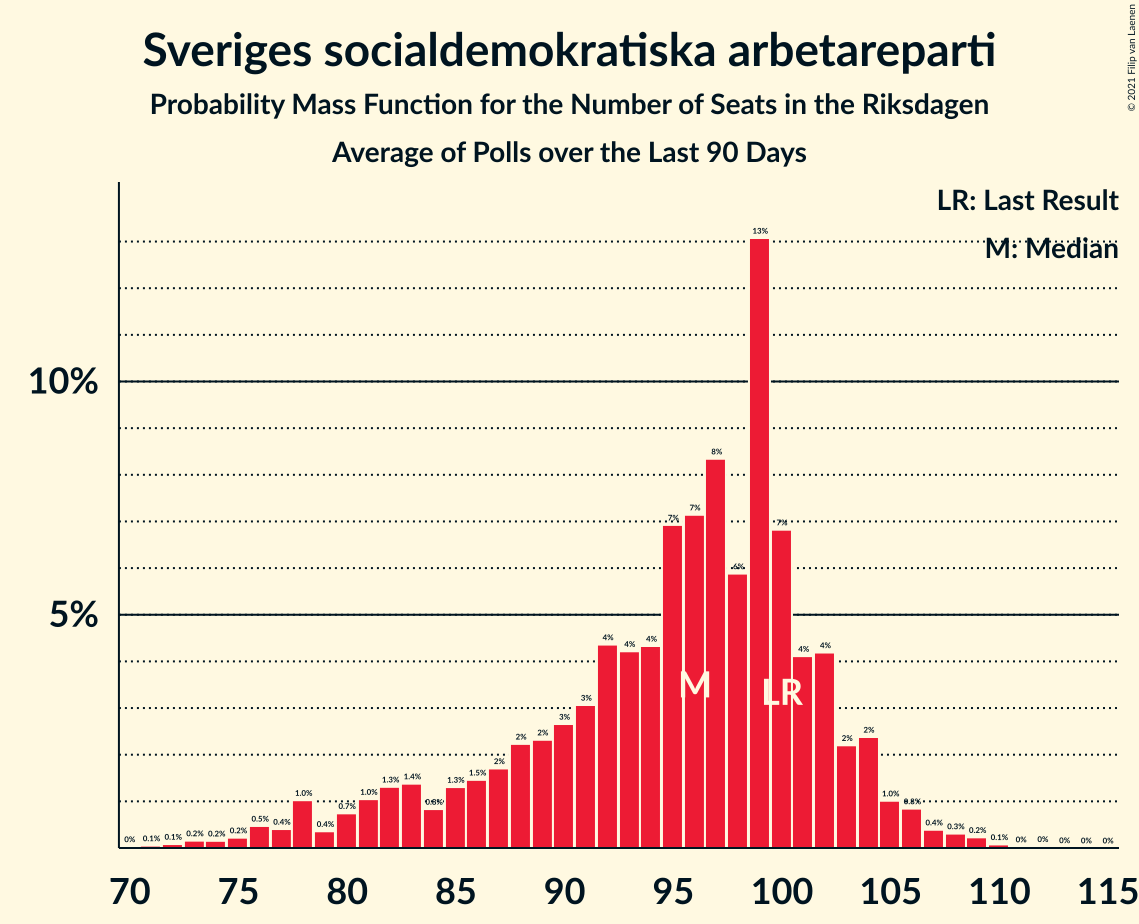 Sveriges socialdemokratiska arbetareparti
Probability Mass Function for the Number of Seats in the Riksdagen
Average of Polls over the Last 90 Days
© 2021 Filip van Laenen
LR: Last Result
M: Median
10%
5%
0% 0.1% 0.1% 0.2% 0.2% 0.2% 0.5% 0.4% 1.0% 0.4% 0.7% 1.0% 1.3% 1.4% 0.8% 1.3% 1.5% 2% 2% 2% 3% 3% 4% 4% 4% 7% 7% 8% 6% 13% 7% 4% 4% 2% 2% 1.0% 0.8% 0.4% 0.3% 0.2% 0.1% 0% 0% 0% 0% 0%
M
LR
70 75 80 85 90 95 100 105 110 115